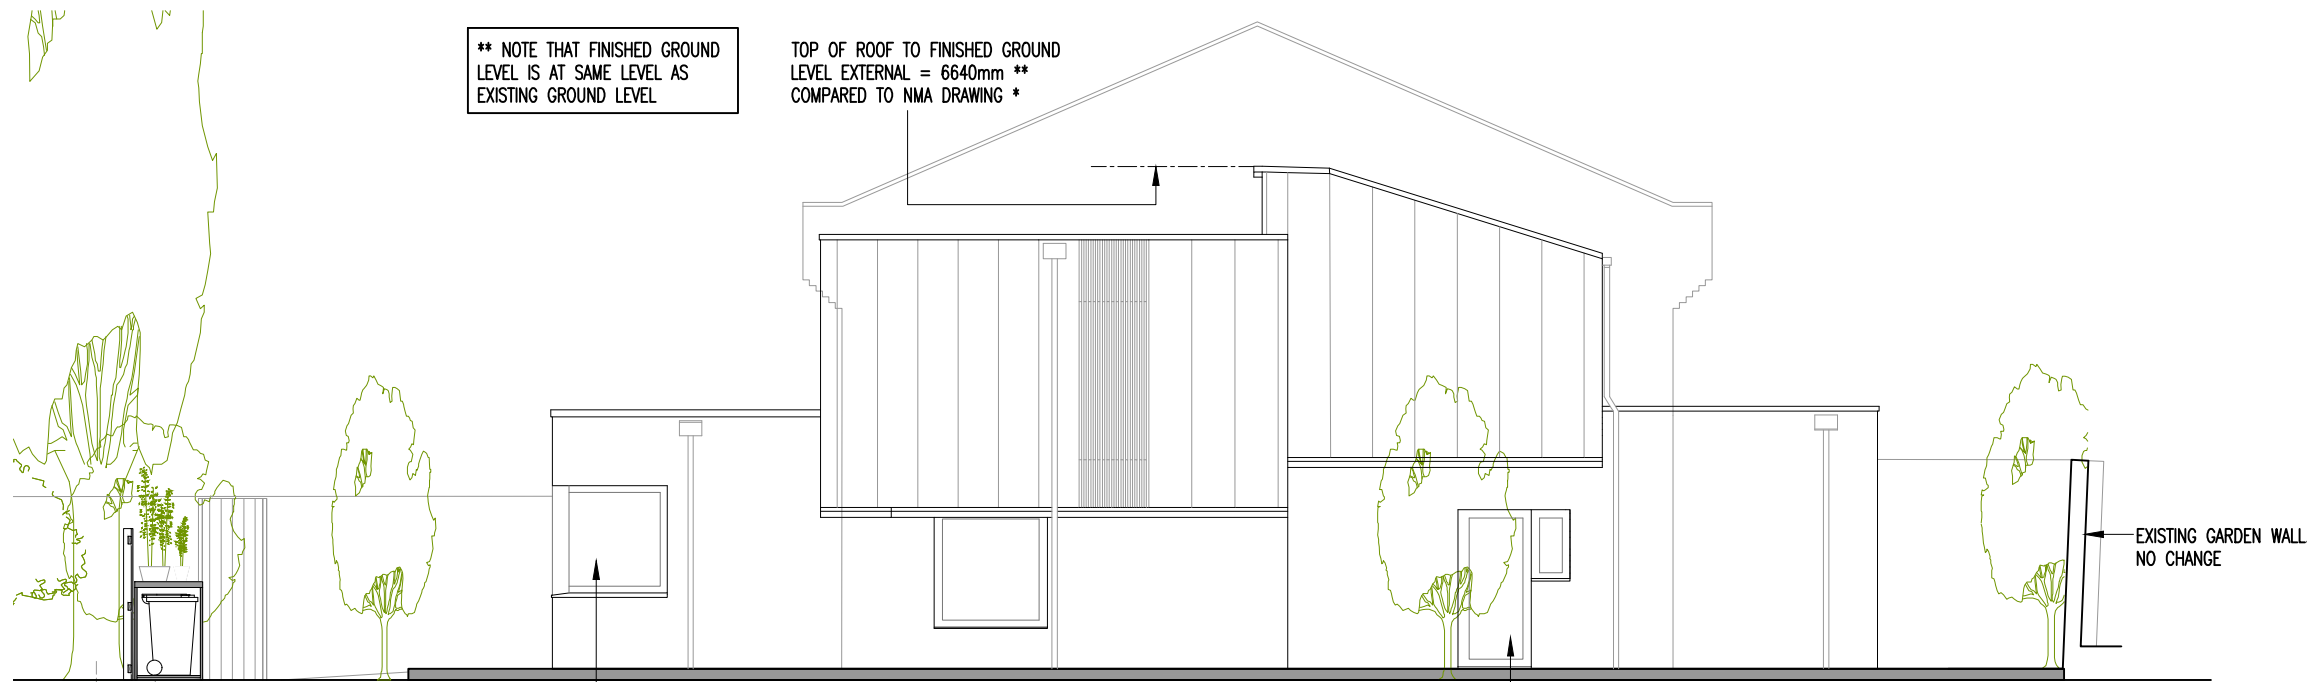 ** NOTE THAT FINISHED GROUND
LEVEL IS AT SAME LEVEL AS
EXISTING GROUND LEVEL
TOP OF ROOF TO FINISHED GROUND
LEVEL EXTERNAL = 6640mm **
COMPARED TO NMA DRAWING *
EXISTING GARDEN WALL
NO CHANGE